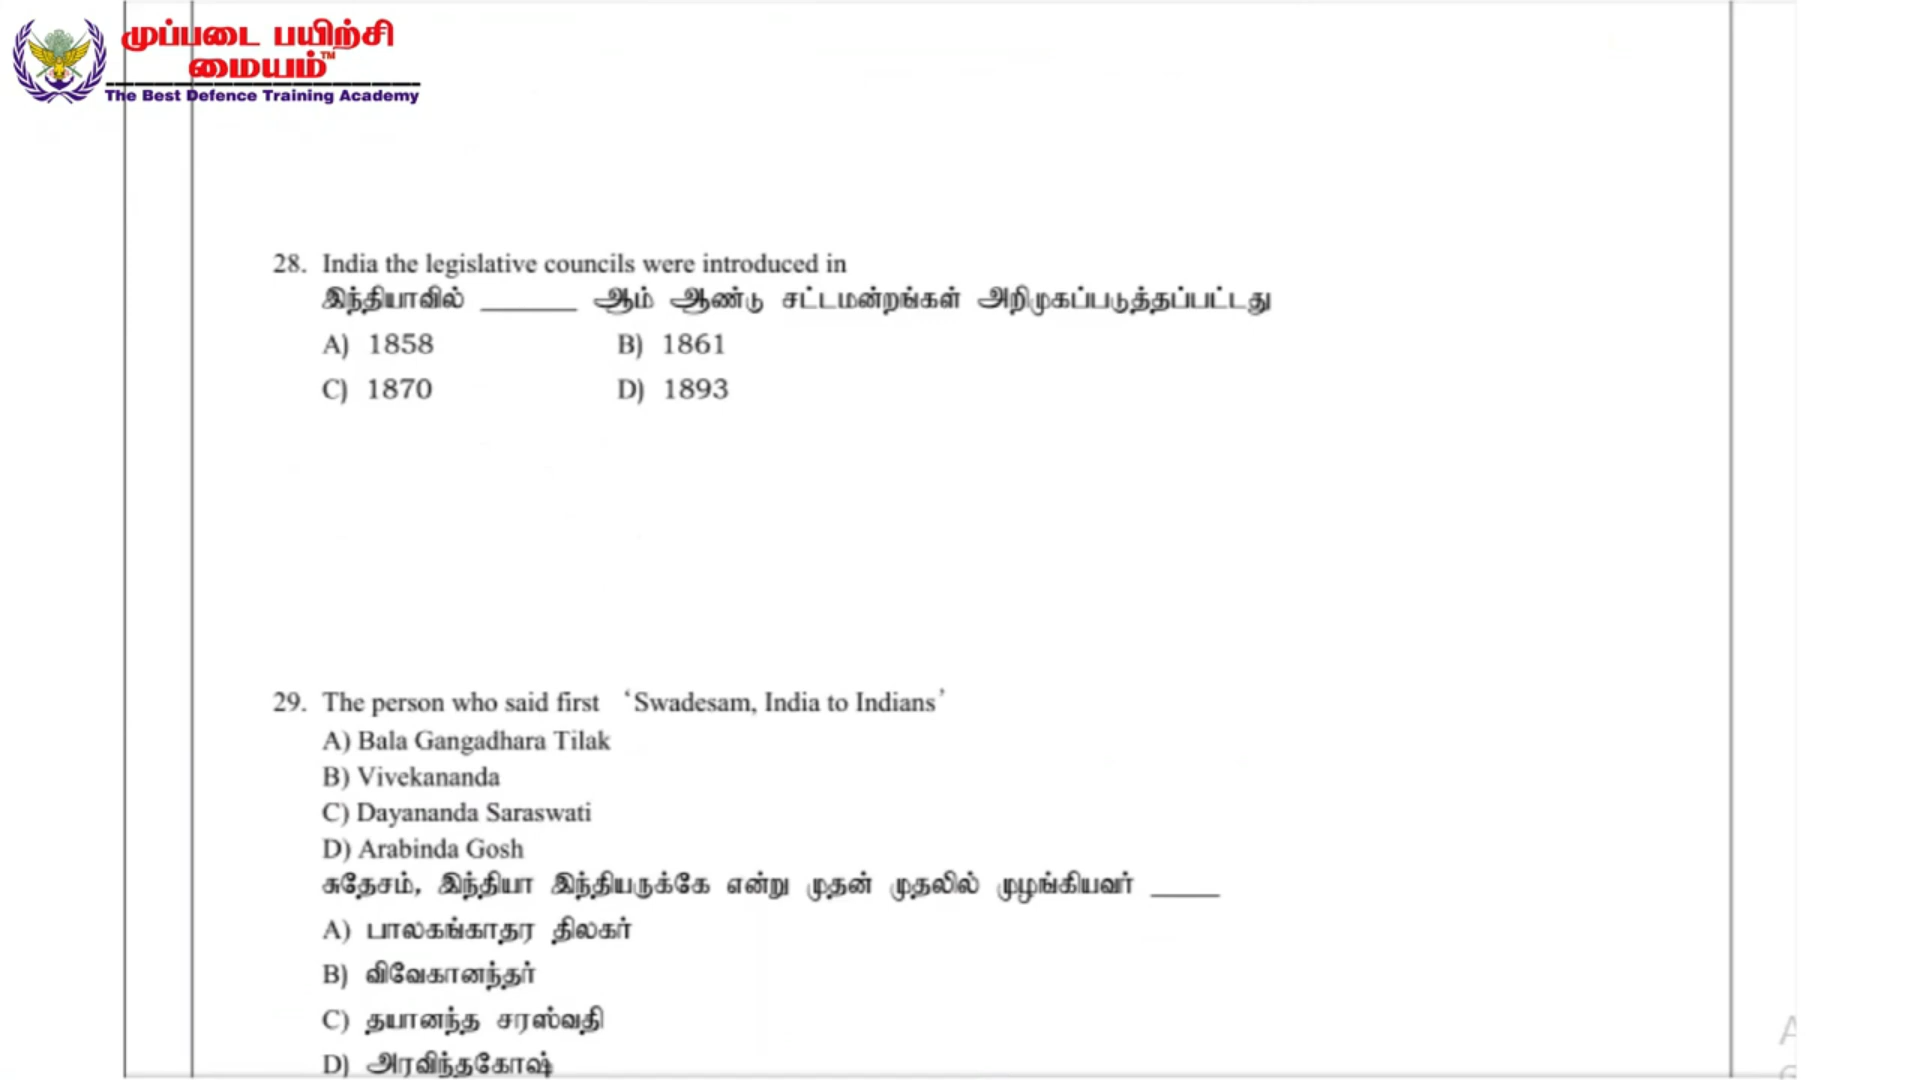 முப்படை பயிற்சி
மையம்™
The Best Defence Training Academy
28. India the legislative councils were introduced in
இந்தியாவில் _______ ஆம் ஆண்டு சட்டமன்றங்கள் அறிமுகப்படுத்தப்பட்டது
A) 1858 B) 1861
C) 1870 D) 1893
29. The person who said first ‘Swadesam, India to Indians’
A) Bala Gangadhara Tilak
B) Vivekananda
C) Dayananda Saraswati
D) Arabinda Gosh
சுதேசம், இந்தியா இந்தியருக்கே என்று முதன் முதலில் முழங்கியவர் _____
A) பாலகங்காதர திலகர்
B) விவேகானந்தர்
C) தயானந்த சரஸ்வதி
D) அரவிந்தகோஷ்